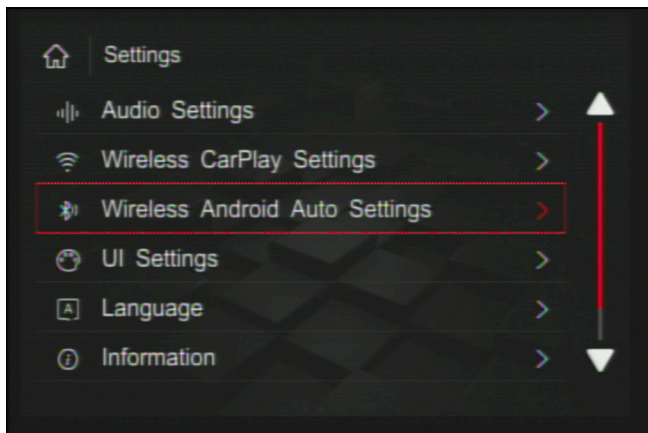 Settings
Audio Settings
Wireless CarPlay Settings
Wireless Android Auto Settings
UI Settings
A Language
Information